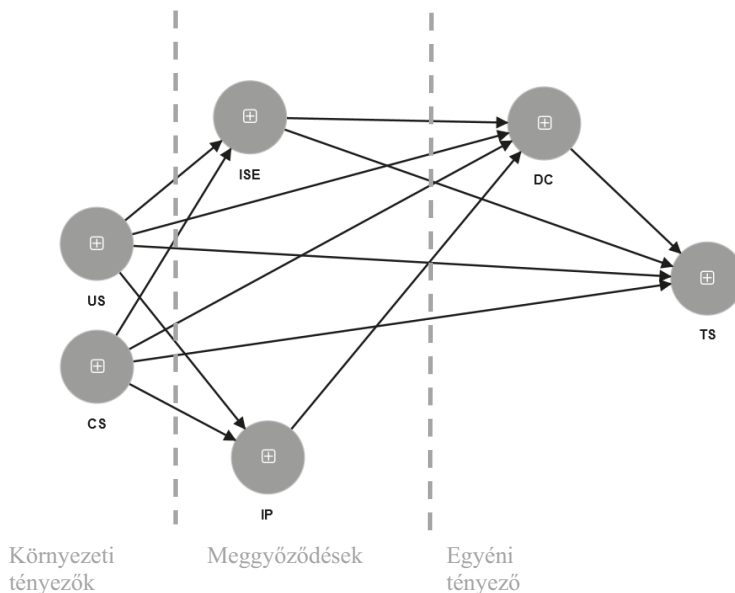 ISE
DC
US
TS
CS
IP
Környezeti
tényezők
Meggyőződések
Egyéni
tényező